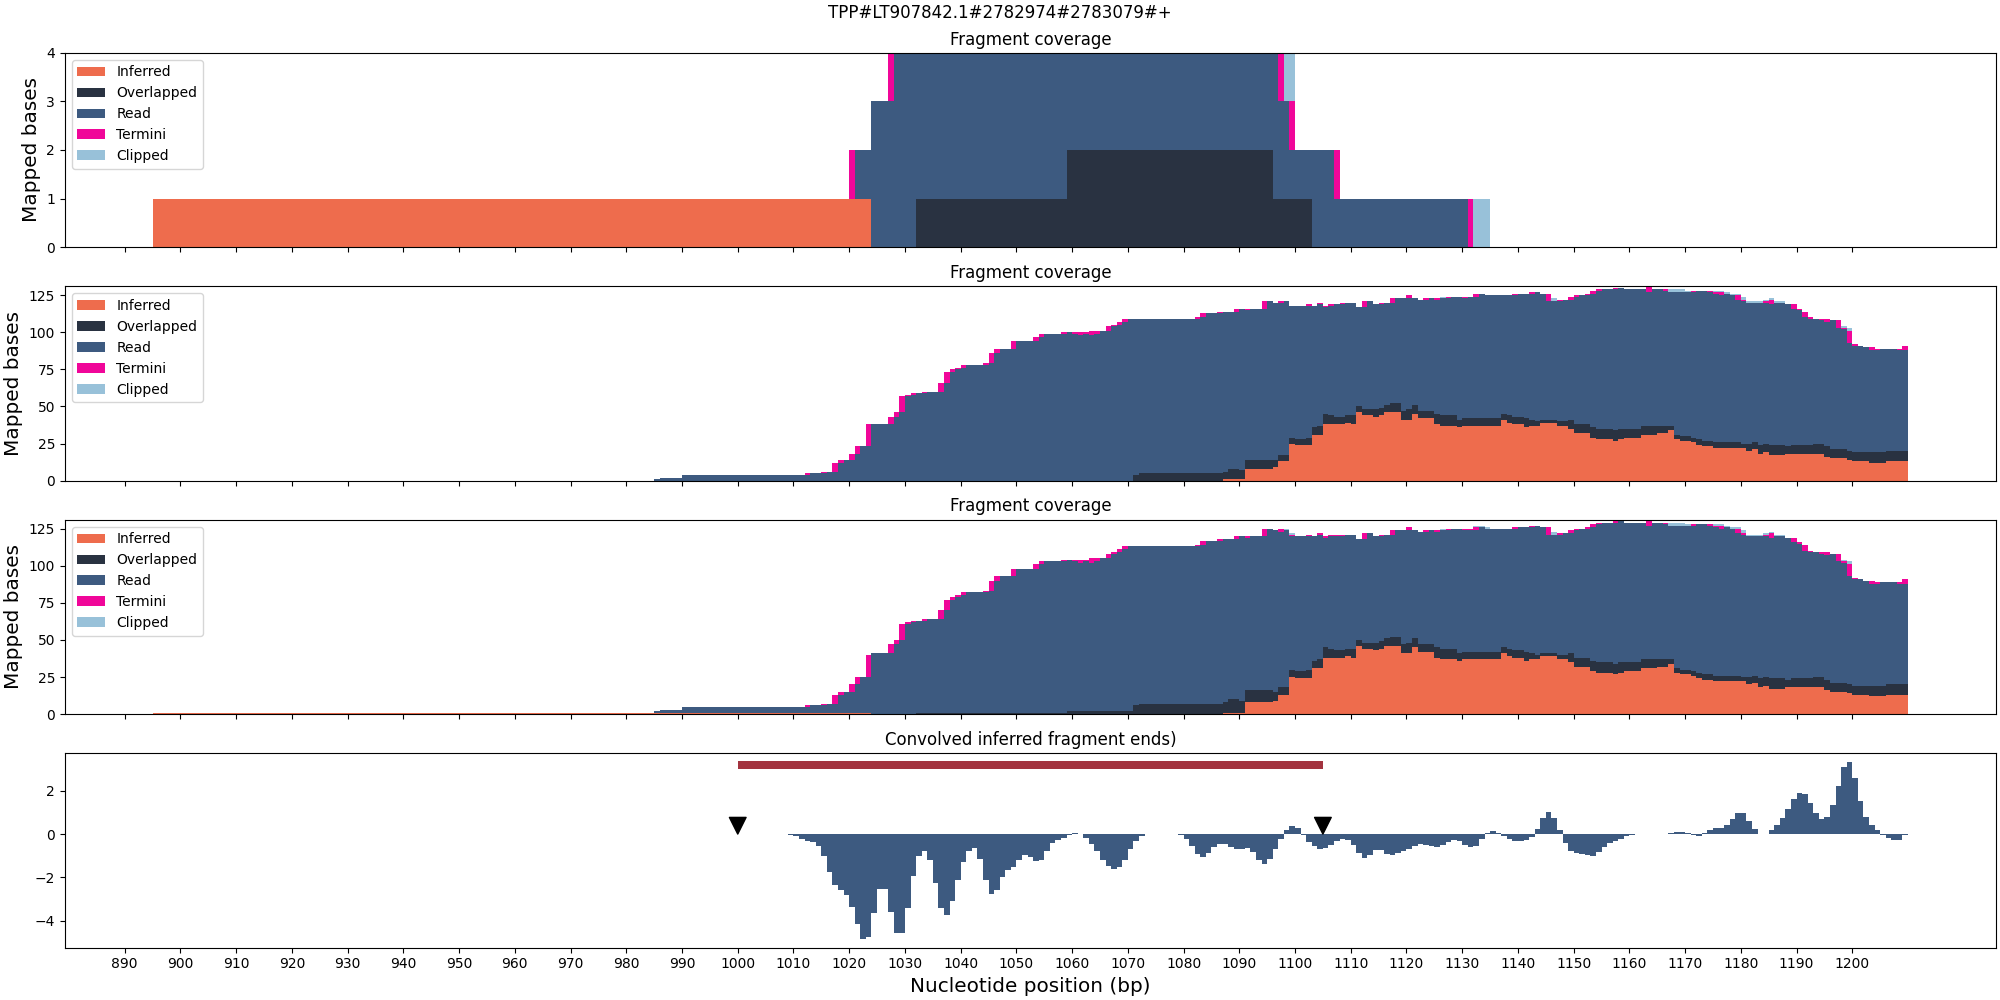 TPP#LT907842.1#2782974#2783079#+
Fragment coverage
Mapped bases
4
3
2
1
0
Inferred
Overlapped
Read
Termini
Clipped
Fragment coverage
Mapped bases
125
100
75
50
25
0
Inferred
Overlapped
Read
Termini
Clipped
Fragment coverage
Mapped bases
125
100
75
50
25
0
Inferred
Overlapped
Read
Termini
Clipped
Convolved inferred fragment ends)
2
0
−2
−4
890 900 910 920 930 940 950 960 970 980 990 1000 1010 1020 1030 1040 1050 1060 1070 1080 1090 1100 1110 1120 1130 1140 1150 1160 1170 1180 1190 1200
Nucleotide position (bp)